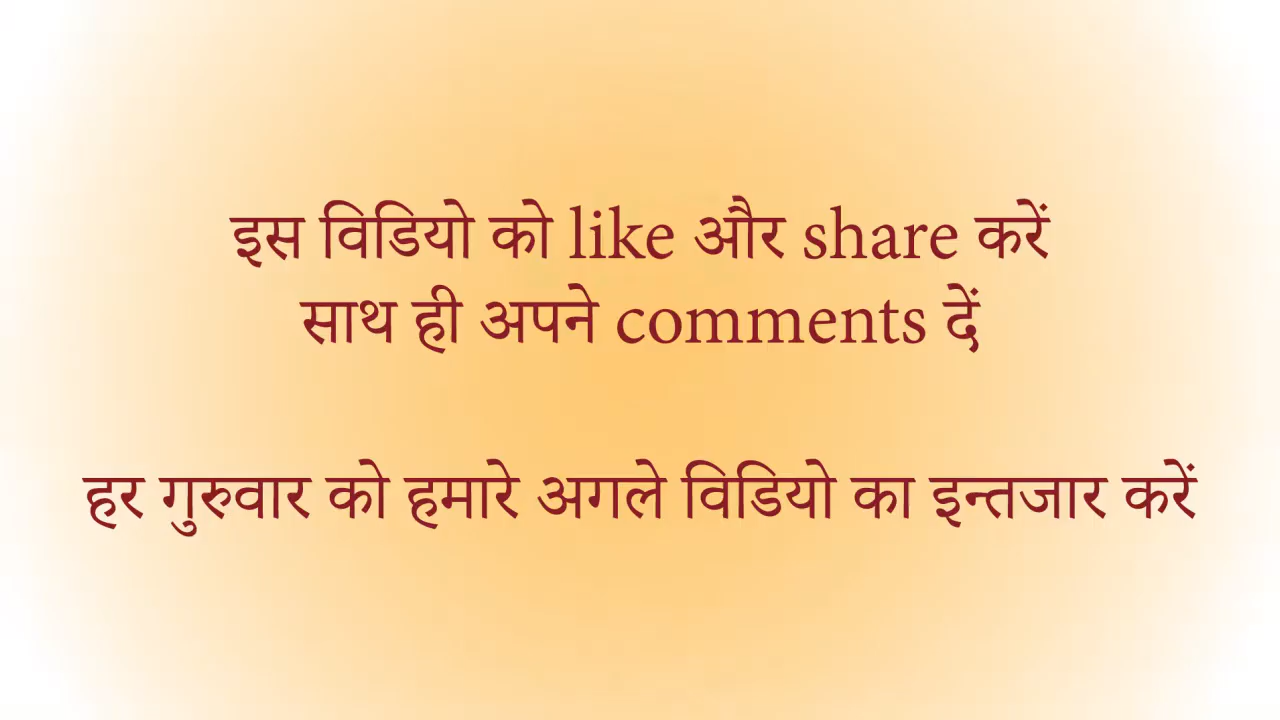 इस विडियो को like और share करें
साथ ही अपने comments दें
हर गुरुवार को हमारे अगले विडियो का इन्तजार करें